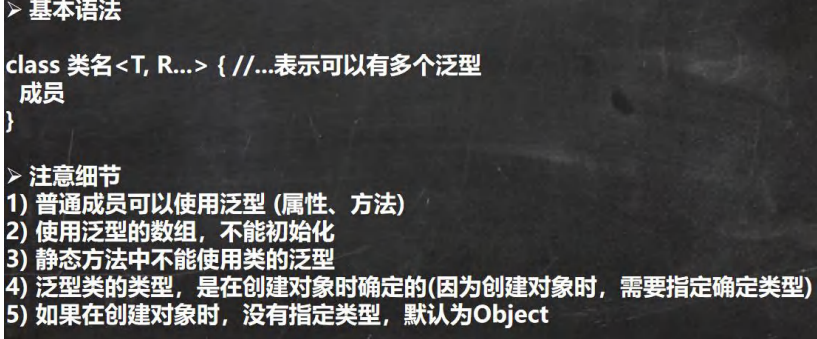 ➢ 基本语法
class 类名<T, R...> { //...表示可以有多个泛型
成员
}
➢ 注意细节
1) 普通成员可以使用泛型 (属性、方法)
2) 使用泛型的数组，不能初始化
3) 静态方法中不能使用类的泛型
4) 泛型类的类型，是在创建对象时确定的(因为创建对象时，需要指定确定类型)
5) 如果在创建对象时，没有指定类型，默认为Object